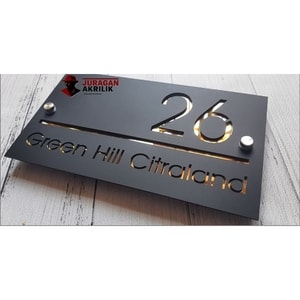 JURAGAN
AKRILIK
26
Green Hill Citraland